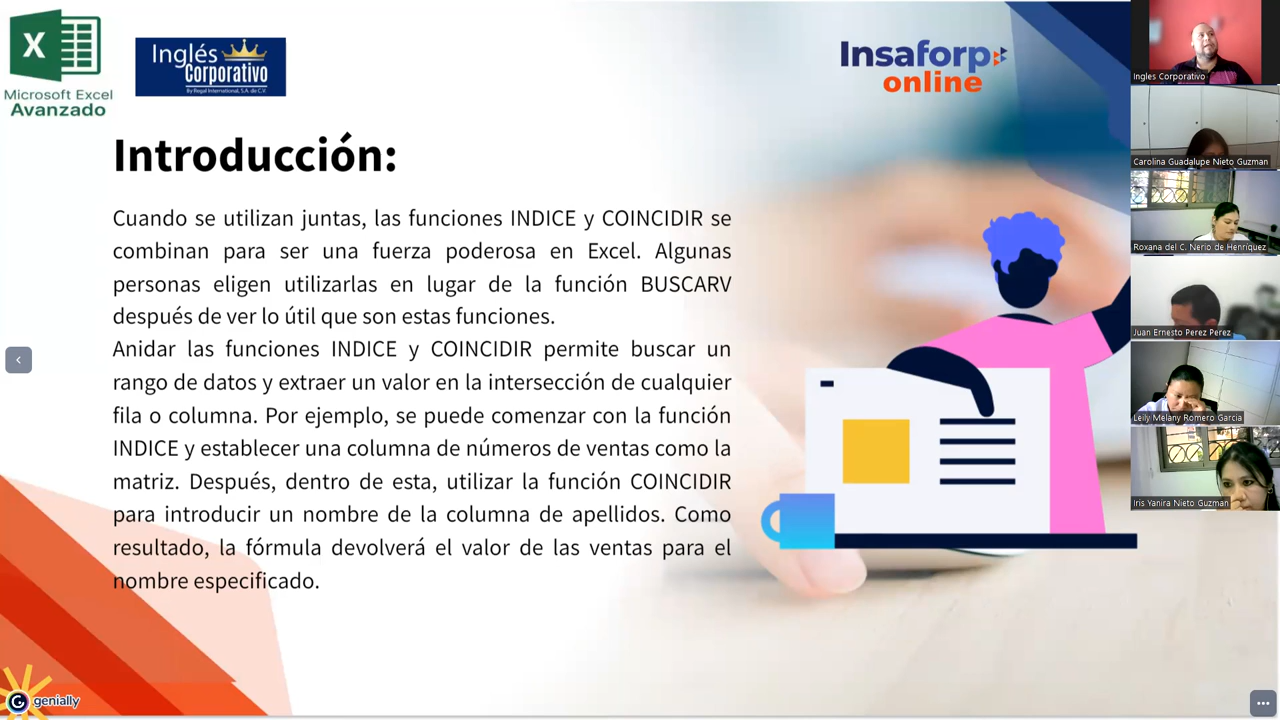 Microsoft Excel
Avanzado
Inglés
Corporativo
By Regal International, S.A. de C.V.
Insaforp
online
Introducción:
Cuando se utilizan juntas, las funciones INDICE y COINCIDIR se
combinan para ser una fuerza poderosa en Excel. Algunas
personas eligen utilizarlas en lugar de la función BUSCARV
después de ver lo útil que son estas funciones.
Anidar las funciones INDICE y COINCIDIR permite buscar un
rango de datos y extraer un valor en la intersección de cualquier
fila o columna. Por ejemplo, se puede comenzar con la función
INDICE y establecer una columna de números de ventas como la
matriz. Después, dentro de esta, utilizar la función COINCIDIR
para introducir un nombre de la columna de apellidos. Como
resultado, la fórmula devolverá el valor de las ventas para el
nombre especificado.
genially
Ingles Corporativo
Carolina Guadalupe Nieto Guzman
Roxana del C. Nerio de Henríquez
Juan Ernesto Perez Perez
Leily Melany Romero Garcia
Iris Yanira Nieto Guzman